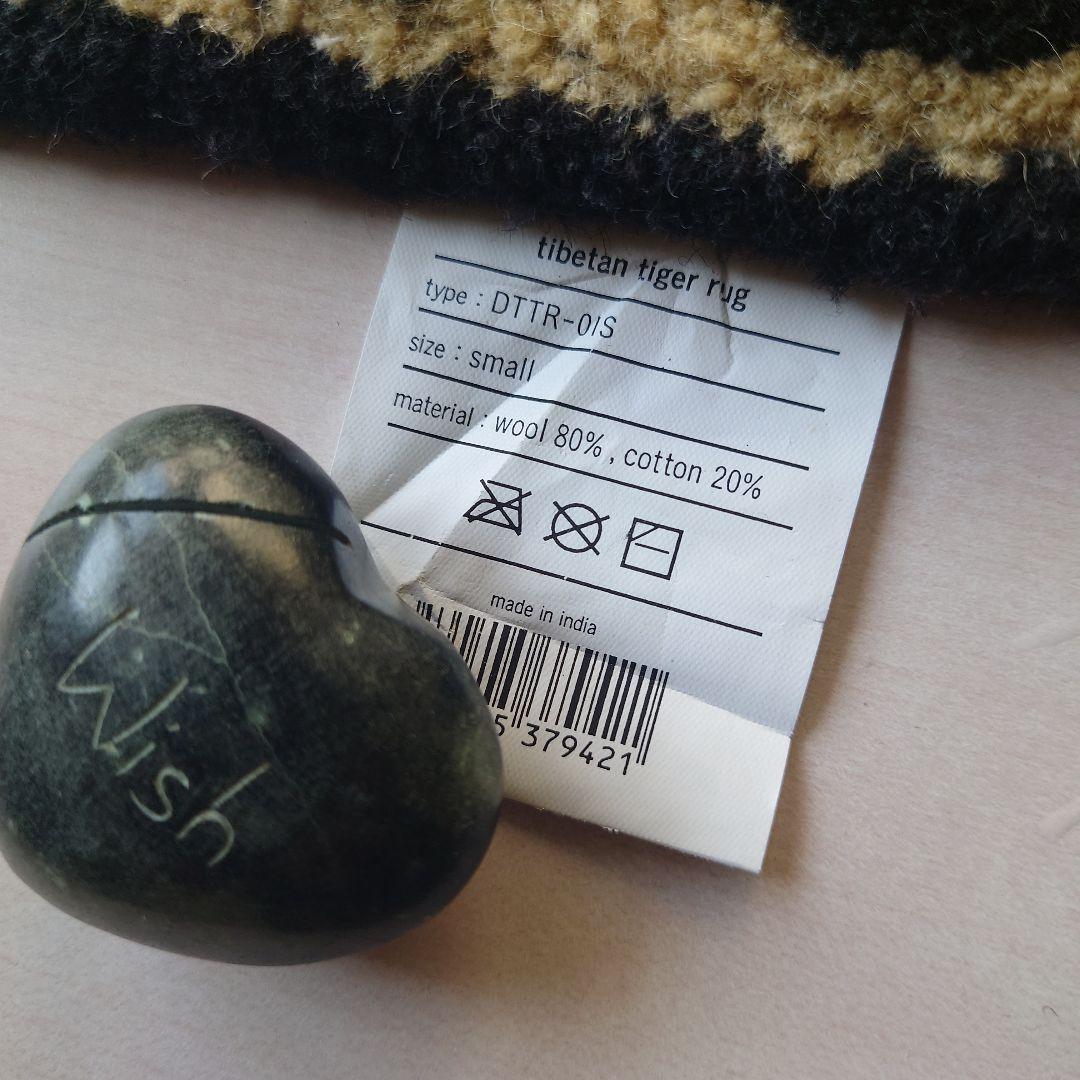 tibetan tiger rug
type : DTTR-01S
size : small
material : wool 80% , cotton 20%
made in india
5 379421
Wish